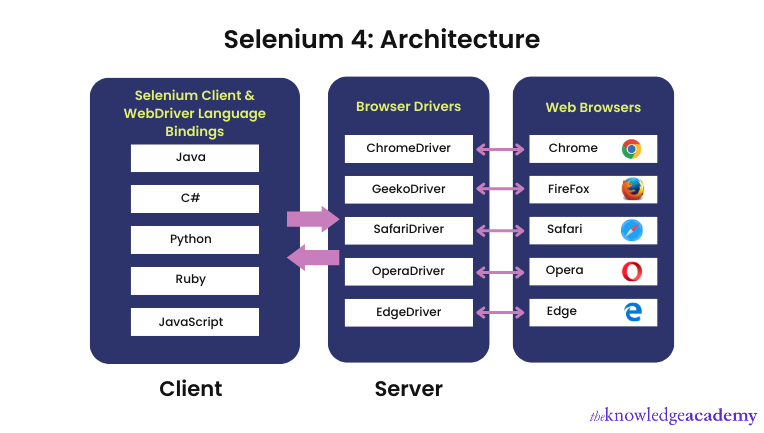 Selenium 4: Architecture
Selenium Client &
WebDriver Language
Bindings
Java
C#
Python
Ruby
JavaScript
Client
Browser Drivers
ChromeDriver
GeekoDriver
SafariDriver
OperaDriver
EdgeDriver
Server
Web Browsers
Chrome
FireFox
Safari
Opera
Edge
theknowledgeacademy